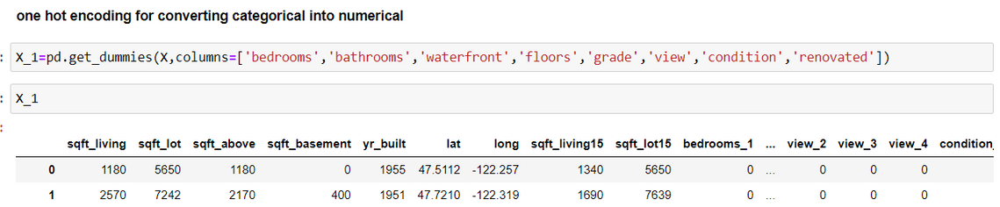 one hot encoding for converting categorical into numerical
: X_1=pd.get_dummies(X,columns=['bedrooms','bathrooms','waterfront','floors','grade','view','condition','renovated'])
: X_1
:
sqft_living sqft_lot sqft_above sqft_basement yr_built lat long sqft_living15 sqft_lot15 bedrooms_1 ... view_2 view_3 view_4 condition_
0 1180 5650 1180 0 1955 47.5112 -122.257 1340 5650 0 ... 0 0 0
1 2570 7242 2170 400 1951 47.7210 -122.319 1690 7639 0 ... 0 0 0